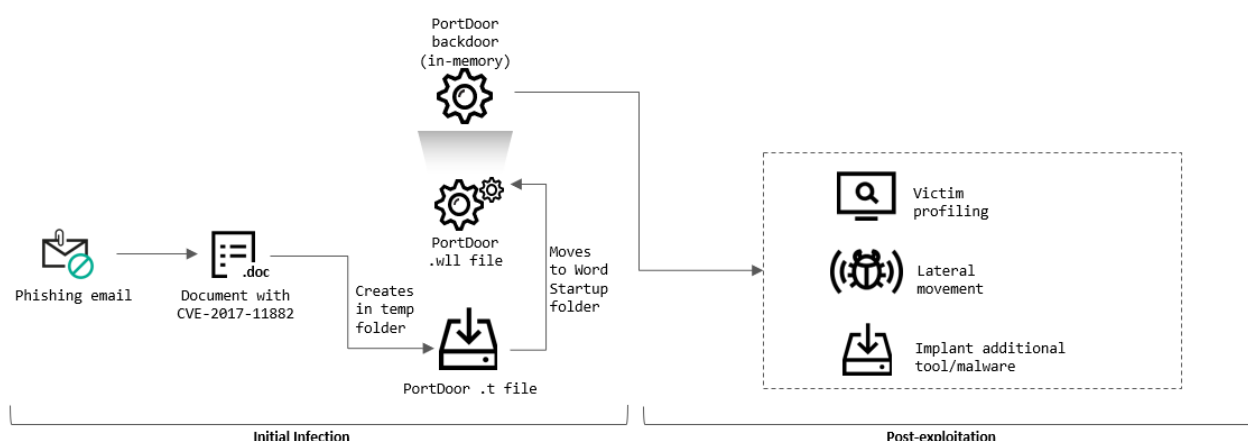 PortDoor
backdoor
(in-memory)
PortDoor
.wll file
Phishing email
.doc
Document with
CVE-2017-11882
Creates
in temp
folder
PortDoor .t file
Moves
to Word
Startup
folder
Victim
profiling
Lateral
movement
Implant additional
tool/malware
Initial Infection
Post-exploitation